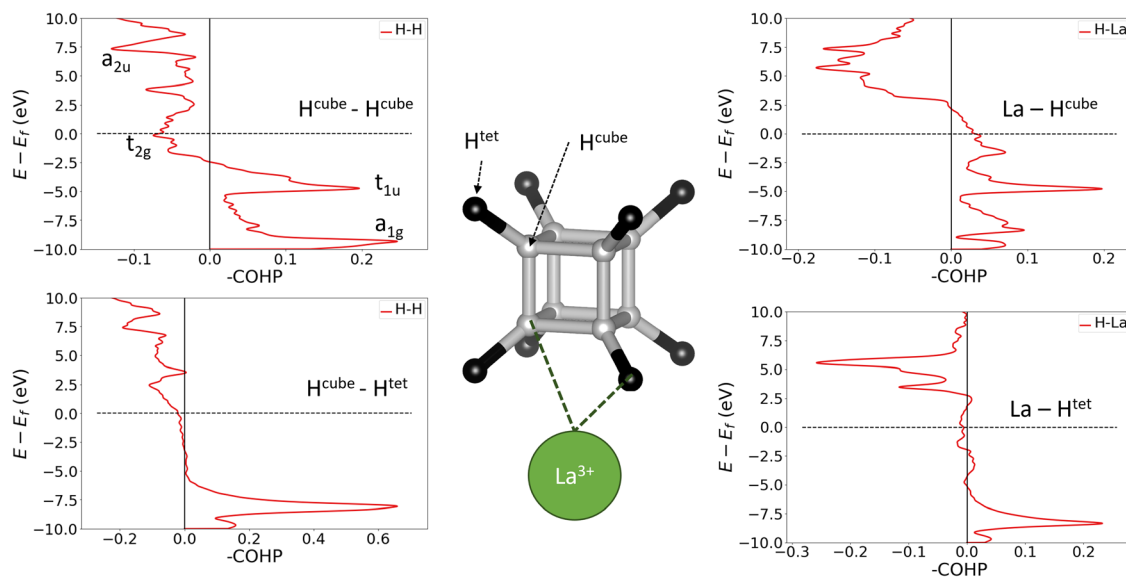 10.0
7.5
5.0
2.5
0.0
−2.5
−5.0
−7.5
−10.0
E − E_f (eV)
H-H
a₂ᵤ
Hᶜᵘᵇᵉ - Hᶜᵘᵇᵉ
t₂g
t₁ᵤ
a₁g
−0.1 0.0 0.1 0.2
-COHP
10.0
7.5
5.0
2.5
0.0
−2.5
−5.0
−7.5
−10.0
E − E_f (eV)
H-H
Hᶜᵘᵇᵉ - Hᵗᵉᵗ
−0.2 0.0 0.2 0.4 0.6
-COHP
Hᵗᵉᵗ
Hᶜᵘᵇᵉ
La³⁺
10.0
7.5
5.0
2.5
0.0
−2.5
−5.0
−7.5
−10.0
E − E_f (eV)
H-La
La – Hᶜᵘᵇᵉ
−0.2 −0.1 0.0 0.1 0.2
-COHP
10.0
7.5
5.0
2.5
0.0
−2.5
−5.0
−7.5
−10.0
E − E_f (eV)
H-La
La – Hᵗᵉᵗ
−0.3 −0.2 −0.1 0.0 0.1 0.2
-COHP